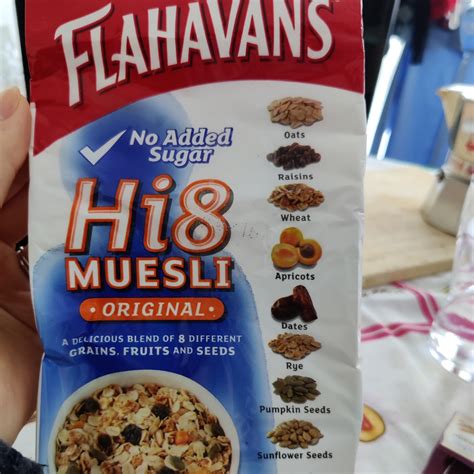 FLAHAVANS
No Added
Sugar
Hi8
MUESLI
• ORIGINAL •
A DELICIOUS BLEND OF 8 DIFFERENT
GRAINS, FRUITS AND SEEDS
Oats
Raisins
Wheat
Apricots
Dates
Rye
Pumpkin Seeds
Sunflower Seeds